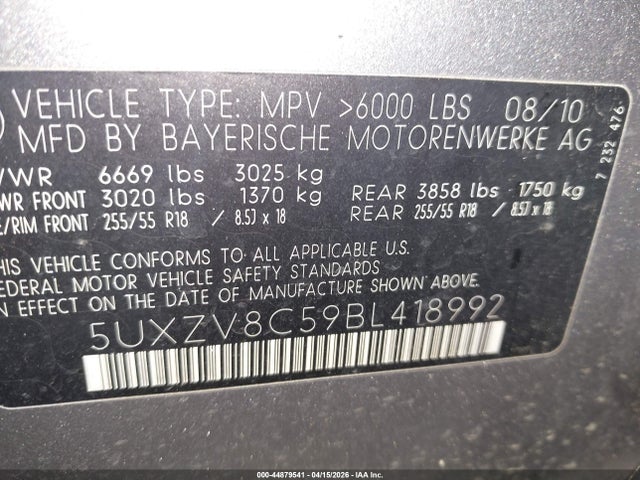 VEHICLE TYPE: MPV >6000 LBS 08/10
MFD BY BAYERISCHE MOTORENWERKE AG
7 232 476
VWR 6669 lbs 3025 kg
WR FRONT 3020 lbs 1370 kg REAR 3858 lbs 1750 kg
E/RIM FRONT 255/55 R18 / 8.5J x 18 REAR 255/55 R18 / 8.5J x 18
THIS VEHICLE CONFORMS TO ALL APPLICABLE U.S.
EDERAL MOTOR VEHICLE SAFETY STANDARDS
N EFFECT ON THE DATE OF MANUFACTURE SHOWN ABOVE.
5UXZV8C59BL418992
000-44879541 - 04/15/2026 - IAA Inc.